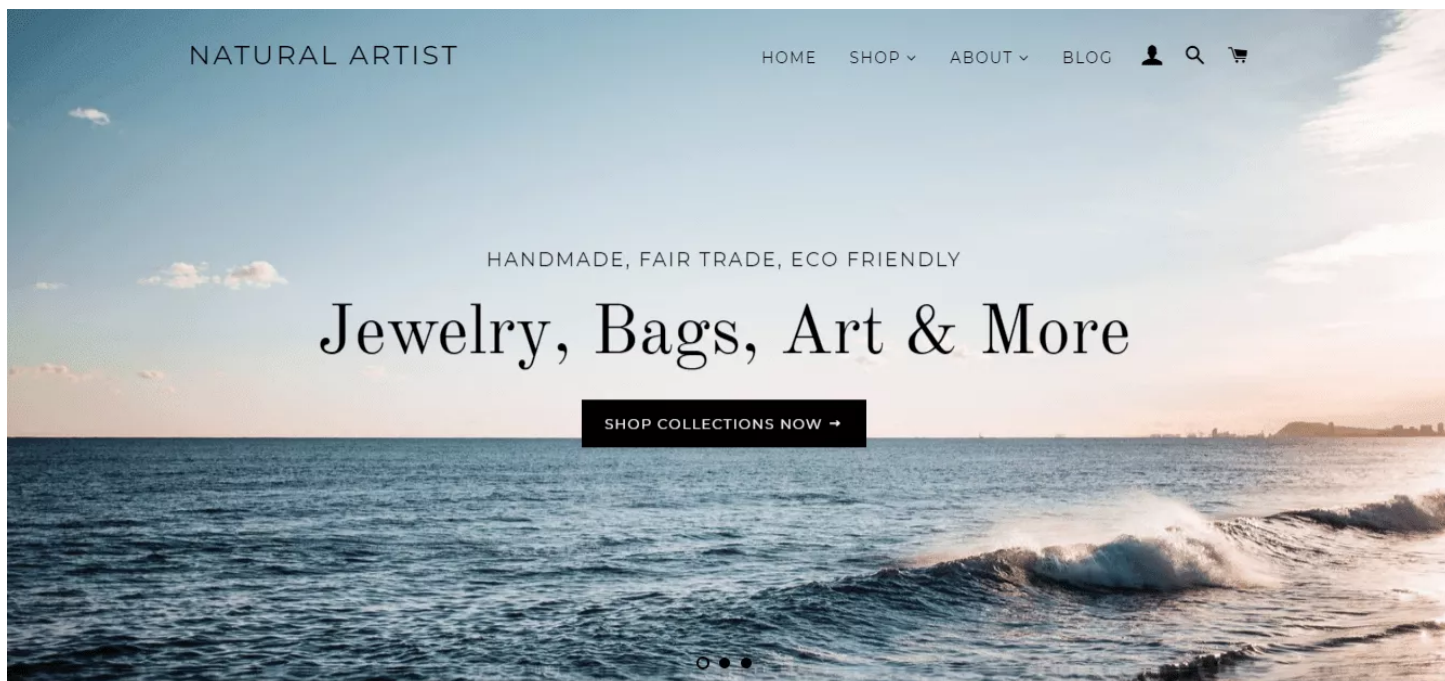 NATURAL ARTIST
HOME SHOP ABOUT BLOG
HANDMADE, FAIR TRADE, ECO FRIENDLY
Jewelry, Bags, Art & More
SHOP COLLECTIONS NOW →